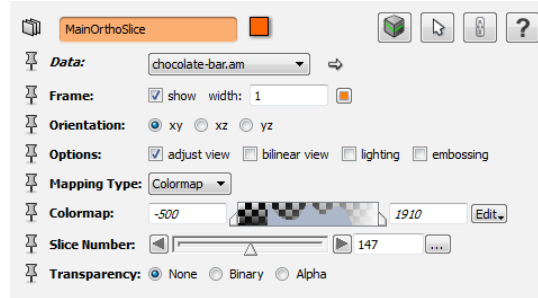 MainOrthoSlice ?
Data: chocolate-bar.am
Frame: show width: 1
Orientation: xy xz yz
Options: adjust view bilinear view lighting embossing
Mapping Type: Colormap
Colormap: -500 1910 Edit
Slice Number: 147 ...
Transparency: None Binary Alpha